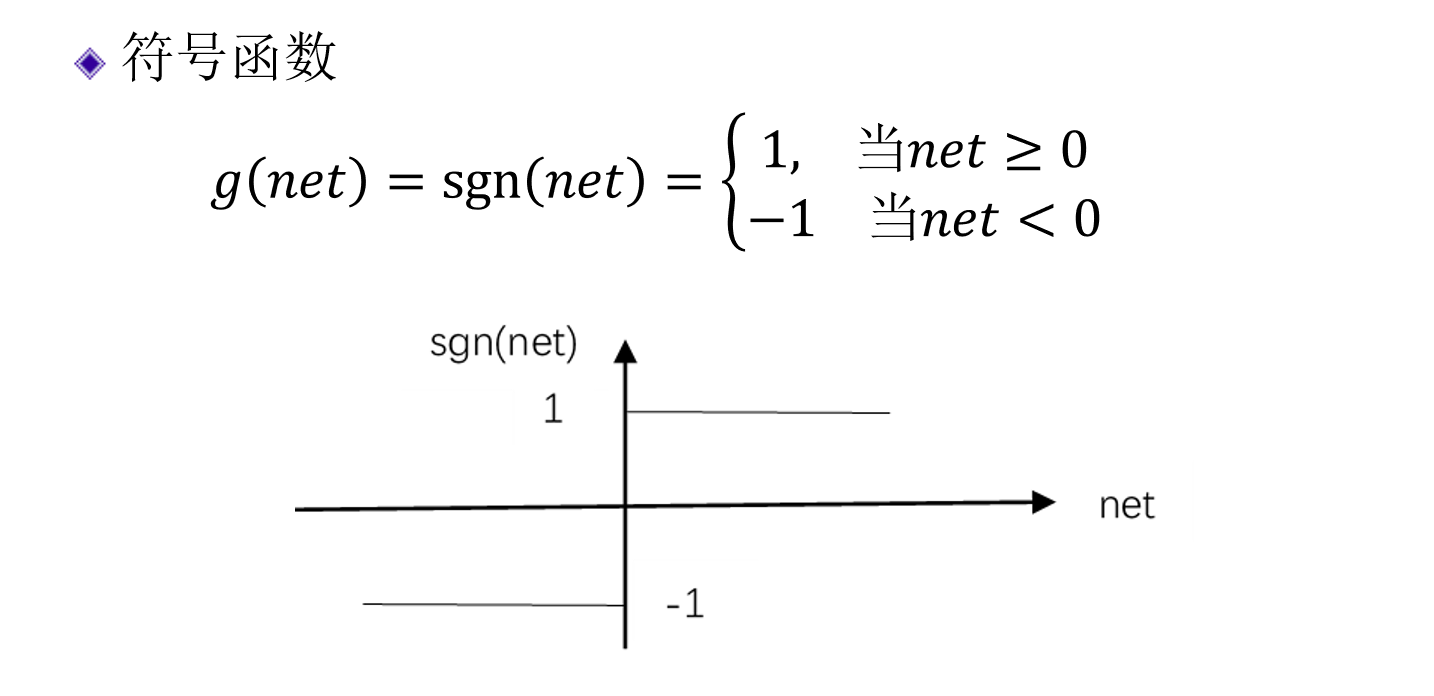 符号函数
g(net) = sgn(net) = { 1, 当net ≥ 0
−1 当net < 0
sgn(net)
1
net
-1